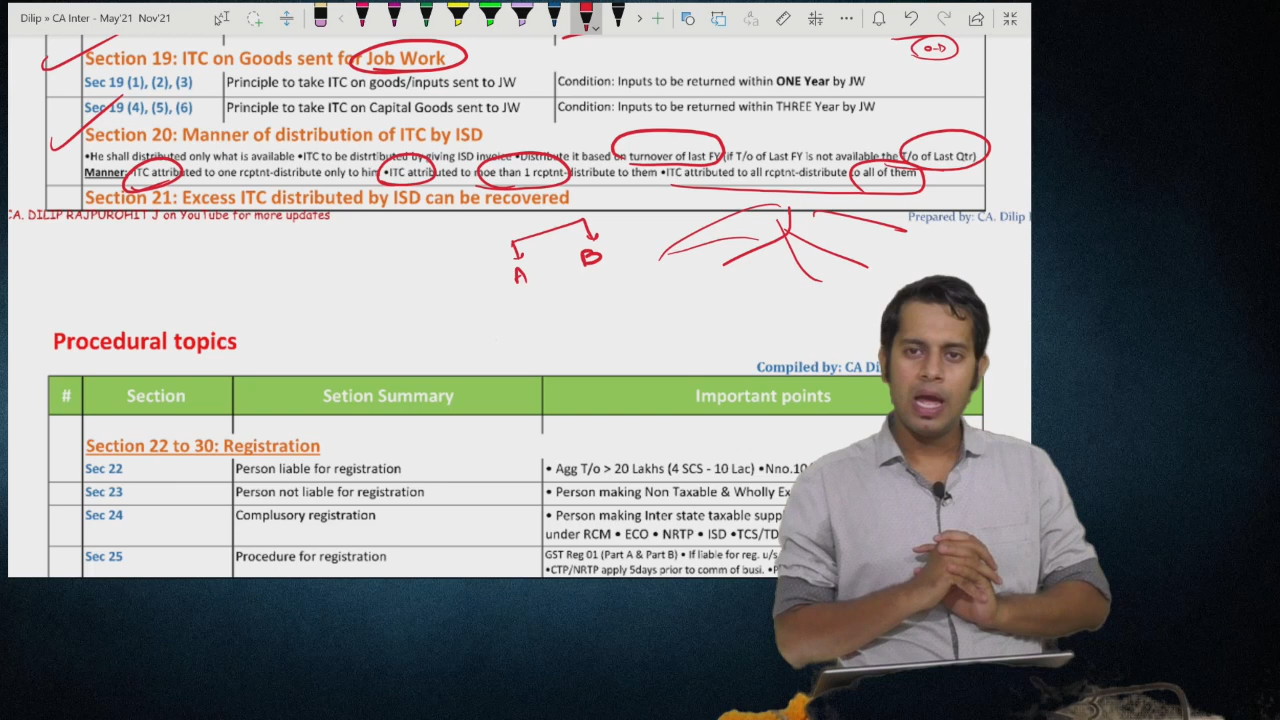 Dilip » CA Inter - May'21 Nov'21
Section 19: ITC on Goods sent for Job Work
Sec 19 (1), (2), (3) Principle to take ITC on goods/inputs sent to JW Condition: Inputs to be returned within ONE Year by JW
Sec 19 (4), (5), (6) Principle to take ITC on Capital Goods sent to JW Condition: Inputs to be returned within THREE Year by JW
Section 20: Manner of distribution of ITC by ISD
•He shall distributed only what is available •ITC to be distrtibuted by giving ISD invoice •Distribute it based on turnover of last FY (if T/o of Last FY is not available the T/o of Last Qtr)
Manner: ITC attributed to one rcptnt-distribute only to him •ITC attributed to moe than 1 rcptnt-distribute to them •ITC attributed to all rcptnt-distribute to all of them
Section 21: Excess ITC distributed by ISD can be recovered
CA. DILIP RAJPUROHIT J on YouTube for more updates Prepared by: CA. Dilip
A B
Procedural topics
Compiled by: CA Di
# Section Setion Summary Important points
Section 22 to 30: Registration
Sec 22 Person liable for registration • Agg T/o > 20 Lakhs (4 SCS - 10 Lac) •Nno.10
Sec 23 Person not liable for registration • Person making Non Taxable & Wholly Ex
Sec 24 Complusory registration • Person making Inter state taxable supp
under RCM • ECO • NRTP • ISD •TCS/TD
Sec 25 Procedure for registration GST Reg 01 (Part A & Part B) • If liable for reg. u/s
•CTP/NRTP apply 5days prior to comm of busi. •P